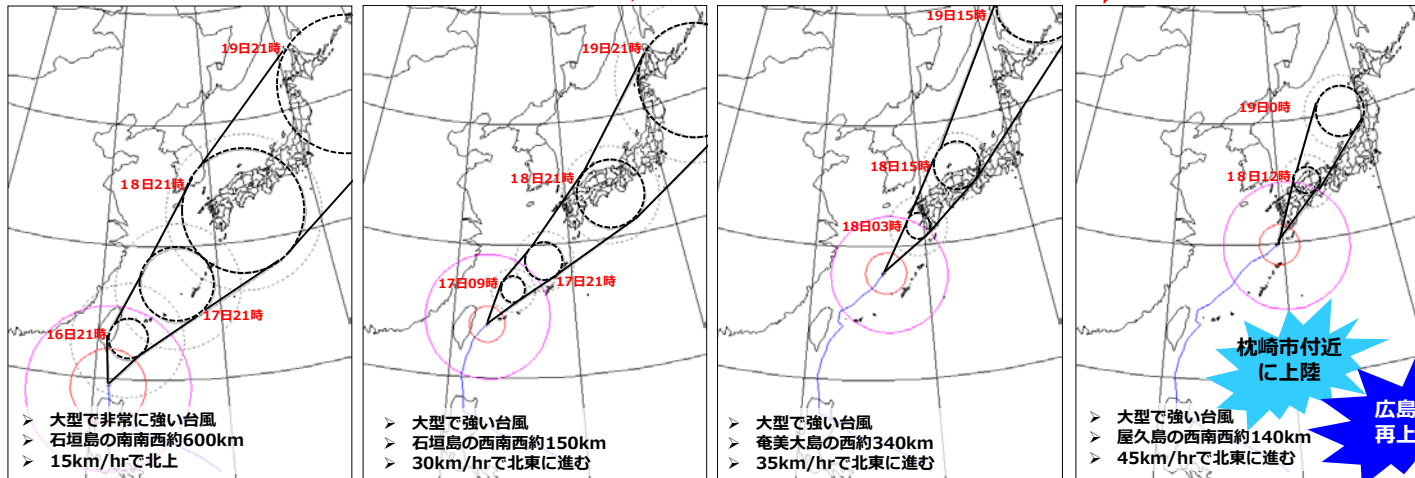 19日21時
18日21時
17日21時
16日21時
➢ 大型で非常に強い台風
➢ 石垣島の南南西約600km
➢ 15km/hrで北上
19日21時
18日21時
17日09時
17日21時
➢ 大型で強い台風
➢ 石垣島の西南西約150km
➢ 30km/hrで北東に進む
19日15時
18日15時
18日03時
➢ 大型で強い台風
➢ 奄美大島の西約340km
➢ 35km/hrで北東に進む
19日0時
18日12時
枕崎市付近
に上陸
➢ 大型で強い台風
➢ 屋久島の西南西約140km
➢ 45km/hrで北東に進む
広島
再上